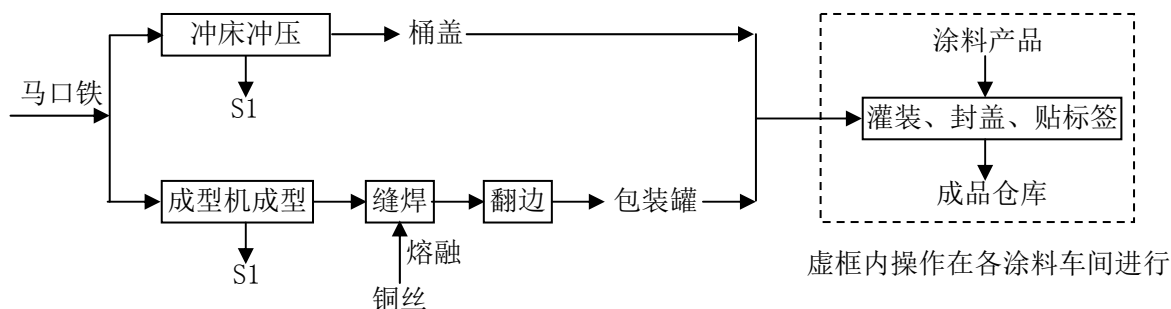 冲床冲压
桶盖
涂料产品
马口铁
S1
灌装、封盖、贴标签
成型机成型
缝焊
翻边
包装罐
成品仓库
S1
熔融
铜丝
虚框内操作在各涂料车间进行